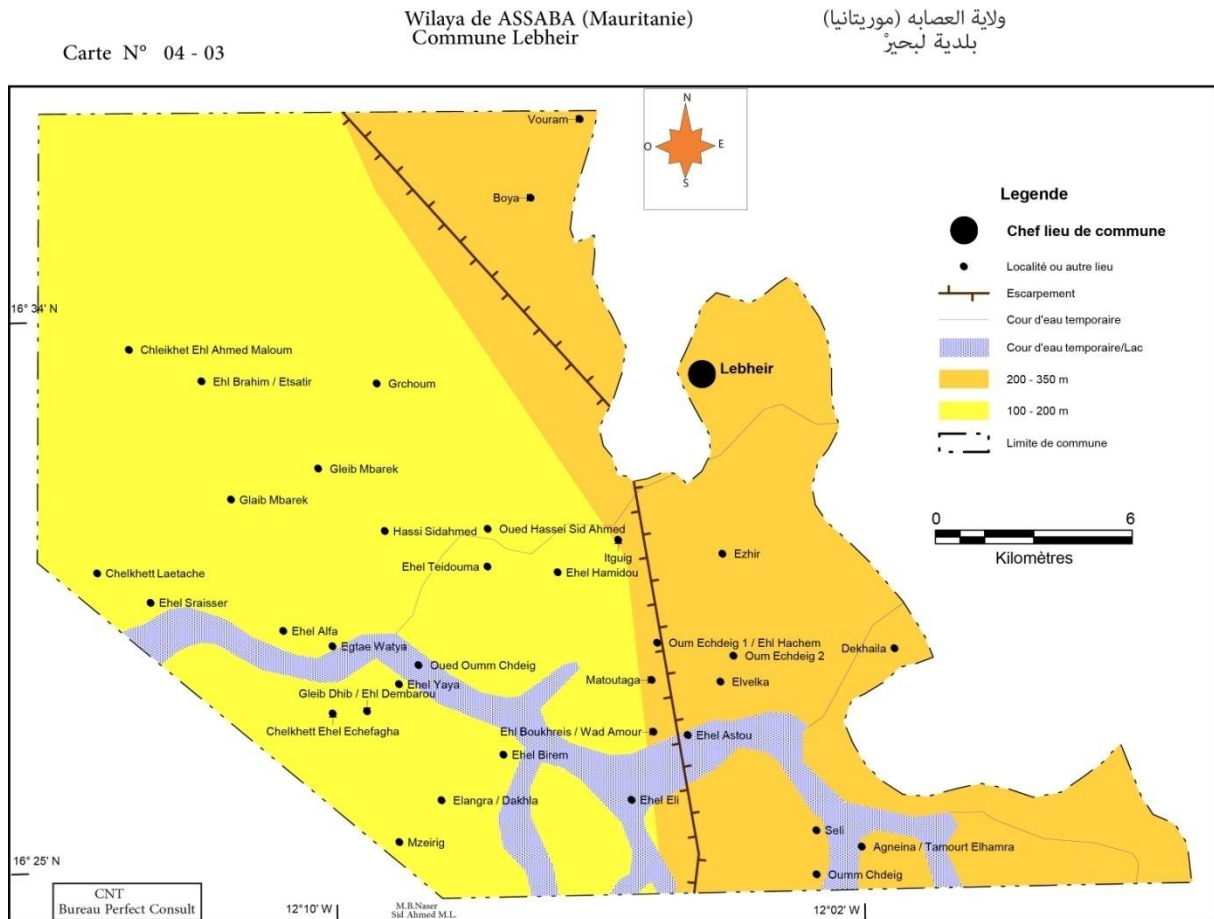 Wilaya de ASSABA (Mauritanie)
Commune Lebheir
ولاية العصابه (موريتانيا)
بلدية لبحيرْ
Carte N° 04 - 03
N
O
E
S
Vouram
Boya
Legende
Chef lieu de commune
Localité ou autre lieu
Escarpement
Cour d'eau temporaire
Cour d'eau temporaire/Lac
200 - 350 m
100 - 200 m
Limite de commune
0 6
Kilomètres
16° 34' N
Chleikhet Ehl Ahmed Maloum
Ehl Brahim / Etsatir
Grchoum
Lebheir
Gleib Mbarek
Glaib Mbarek
Hassi Sidahmed
Oued Hassei Sid Ahmed
Itguig
Ezhir
Ehel Teidouma
Ehel Hamidou
Chelkhett Laetache
Ehel Sraisser
Ehel Alfa
Egtae Watya
Oum Echdeig 1 / Ehl Hachem
Oum Echdeig 2
Dekhaila
Oued Oumm Chdeig
Ehel Yaya
Matoutaga
Elvelka
Gleib Dhib / Ehl Dembarou
Chelkhett Ehel Echefagha
Ehl Boukhreis / Wad Amour
Ehel Astou
Ehel Birem
Elangra / Dakhla
Ehel Eli
Mzeirig
Seli
Agneina / Tamourt Elhamra
Oumm Chdeig
16° 25' N
CNT
Bureau Perfect Consult
12°10' W
M.B.Naser
Sid Ahmed M.L.
12°02' W